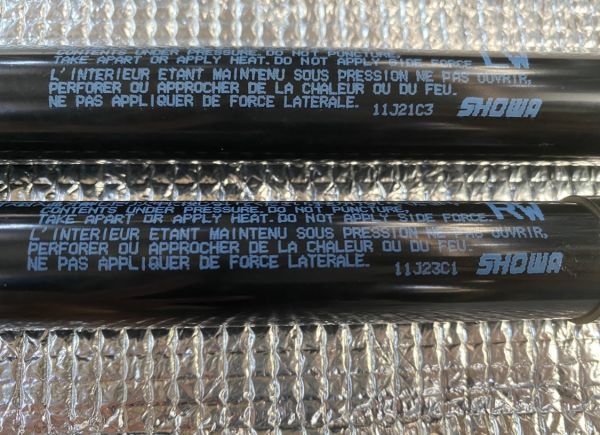 CONTENTS UNDER PRESSURE.DO NOT PUNCTURE,
TAKE APART OR APPLY HEAT.DO NOT APPLY SIDE FORCE. LW
L'INTERIEUR ETANT MAINTENU SOUS PRESSION NE PAS OUVRIR,
PERFORER OU APPROCHER DE LA CHALEUR OU DU FEU.
NE PAS APPLIQUER DE FORCE LATERALE. 11J21C3 SHOWA
CONTENTS UNDER PRESSURE.DO NOT PUNCTURE,
TAKE APART OR APPLY HEAT.DO NOT APPLY SIDE FORCE. RW
L'INTERIEUR ETANT MAINTENU SOUS PRESSION NE PAS OUVRIR,
PERFORER OU APPROCHER DE LA CHALEUR OU DU FEU.
NE PAS APPLIQUER DE FORCE LATERALE. 11J23C1 SHOWA